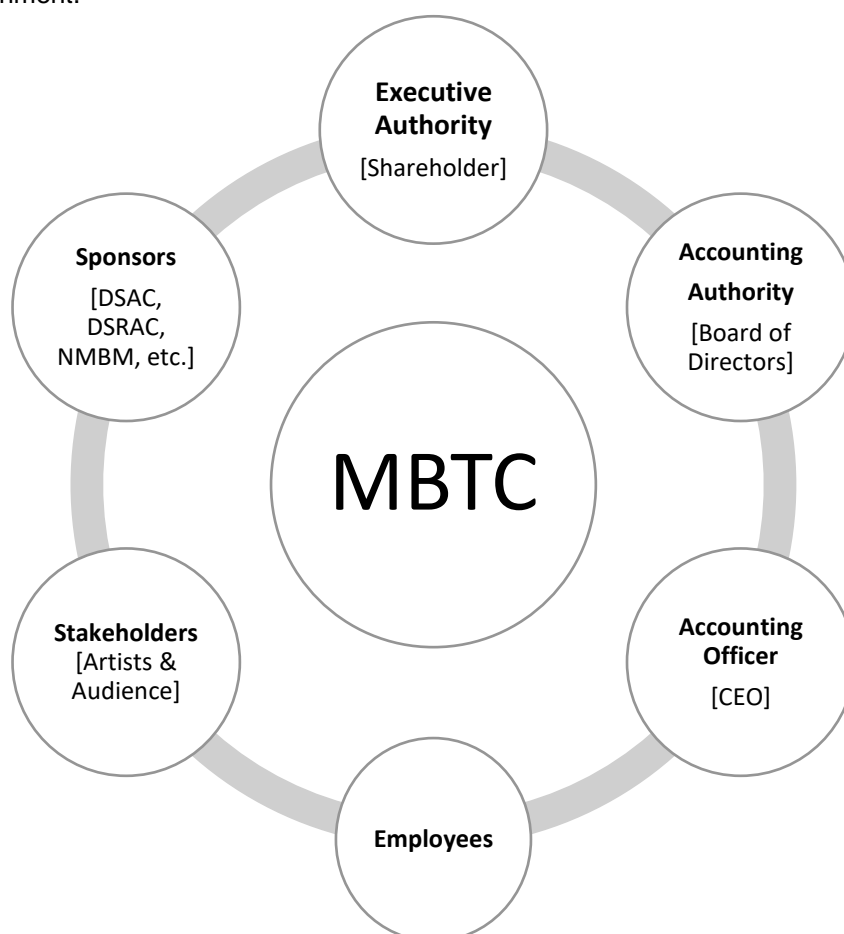 Executive
Authority
[Shareholder]
Sponsors
[DSAC,
DSRAC,
NMBM, etc.]
Accounting
Authority
[Board of
Directors]
MBTC
Stakeholders
[Artists &
Audience]
Accounting
Officer
[CEO]
Employees